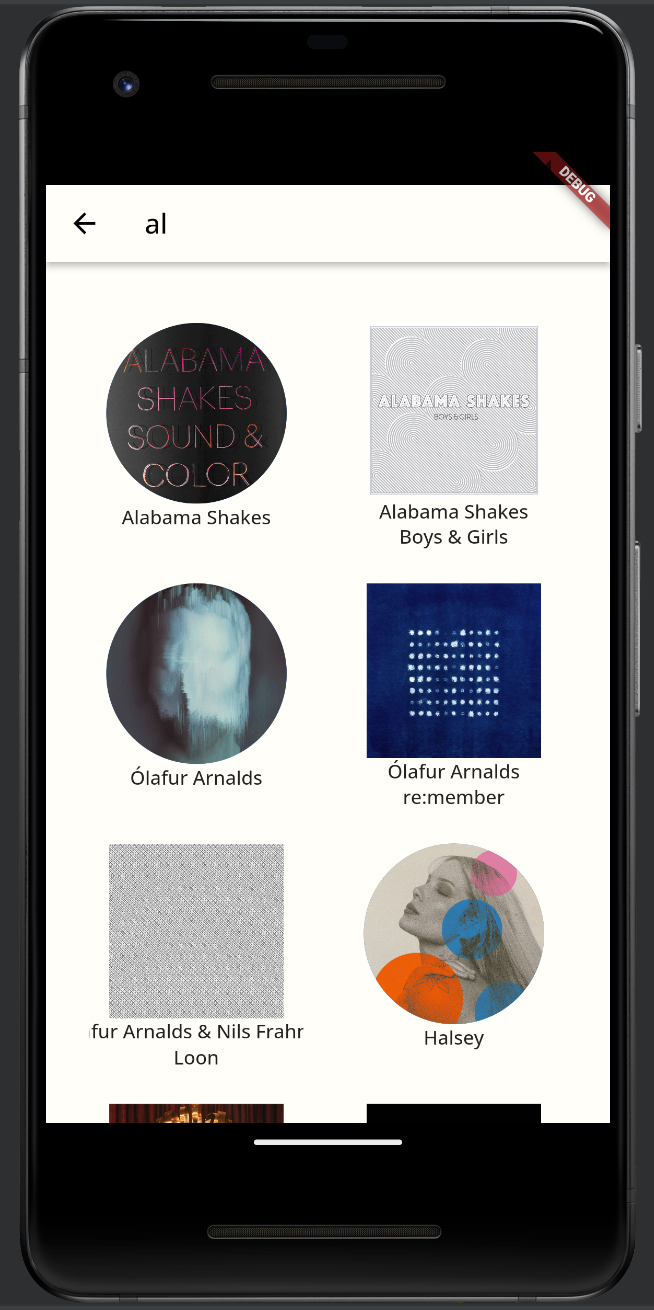 DEBUG
al
ALABAMA
SHAKES
SOUND &
COLOR
Alabama Shakes
ALABAMA SHAKES
BOYS & GIRLS
Alabama Shakes
Boys & Girls
Ólafur Arnalds
Ólafur Arnalds
re:member
fur Arnalds & Nils Frahr
Loon
Halsey